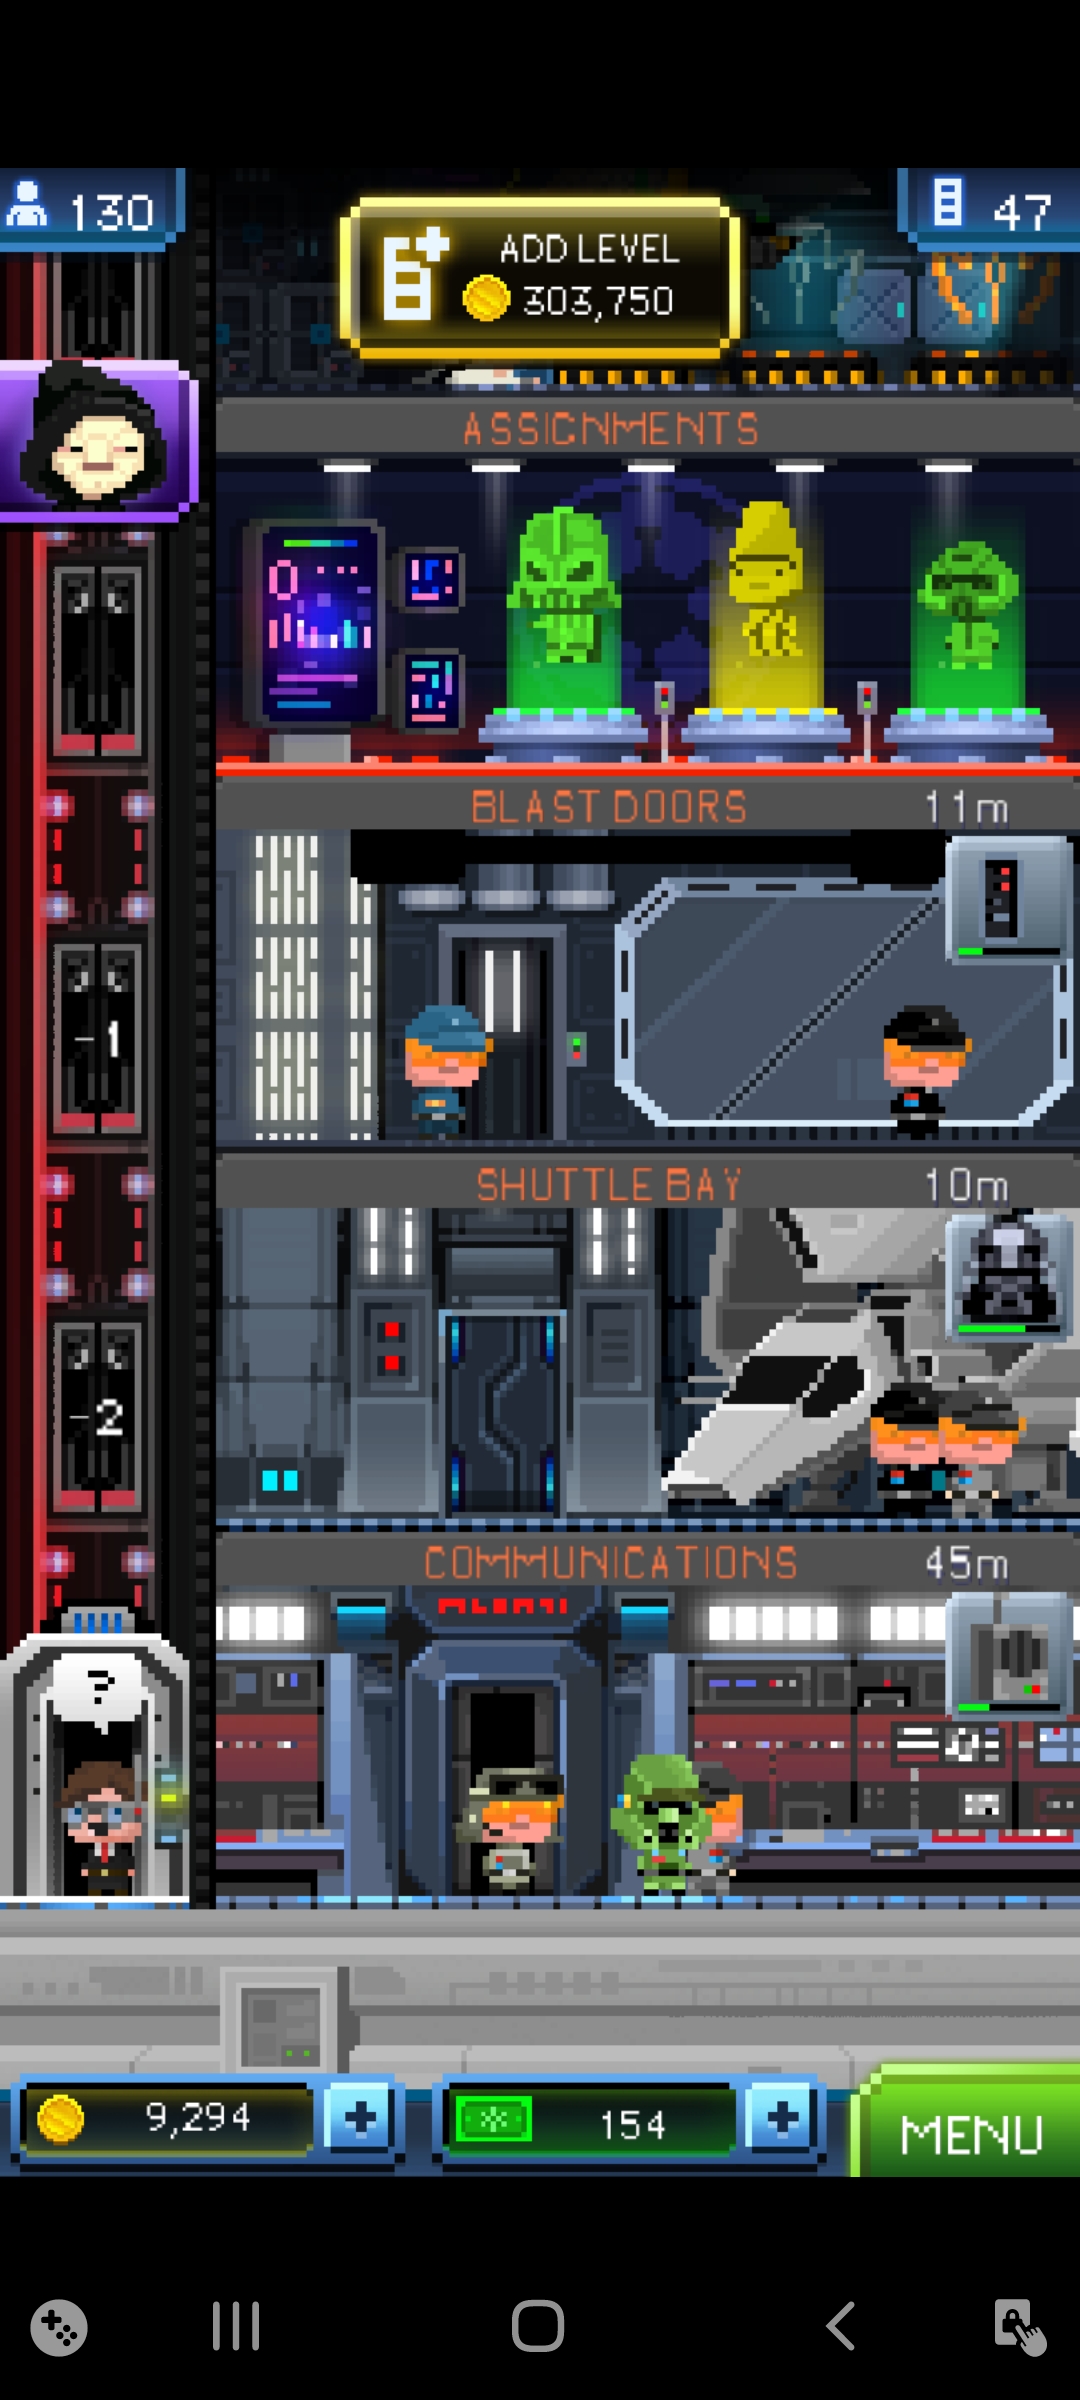 130
ADD LEVEL
303,750
47
ASSIGNMENTS
BLAST DOORS 11m
-1
SHUTTLE BAY 10m
-2
COMMUNICATIONS 45m
?
9,294
154
MENU